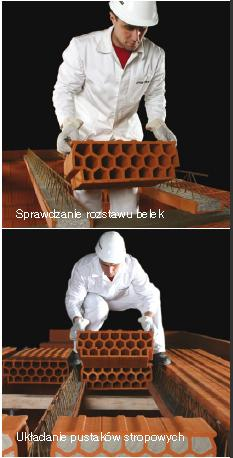 Sprawdzanie rozstawu belek
Układanie pustaków stropowych